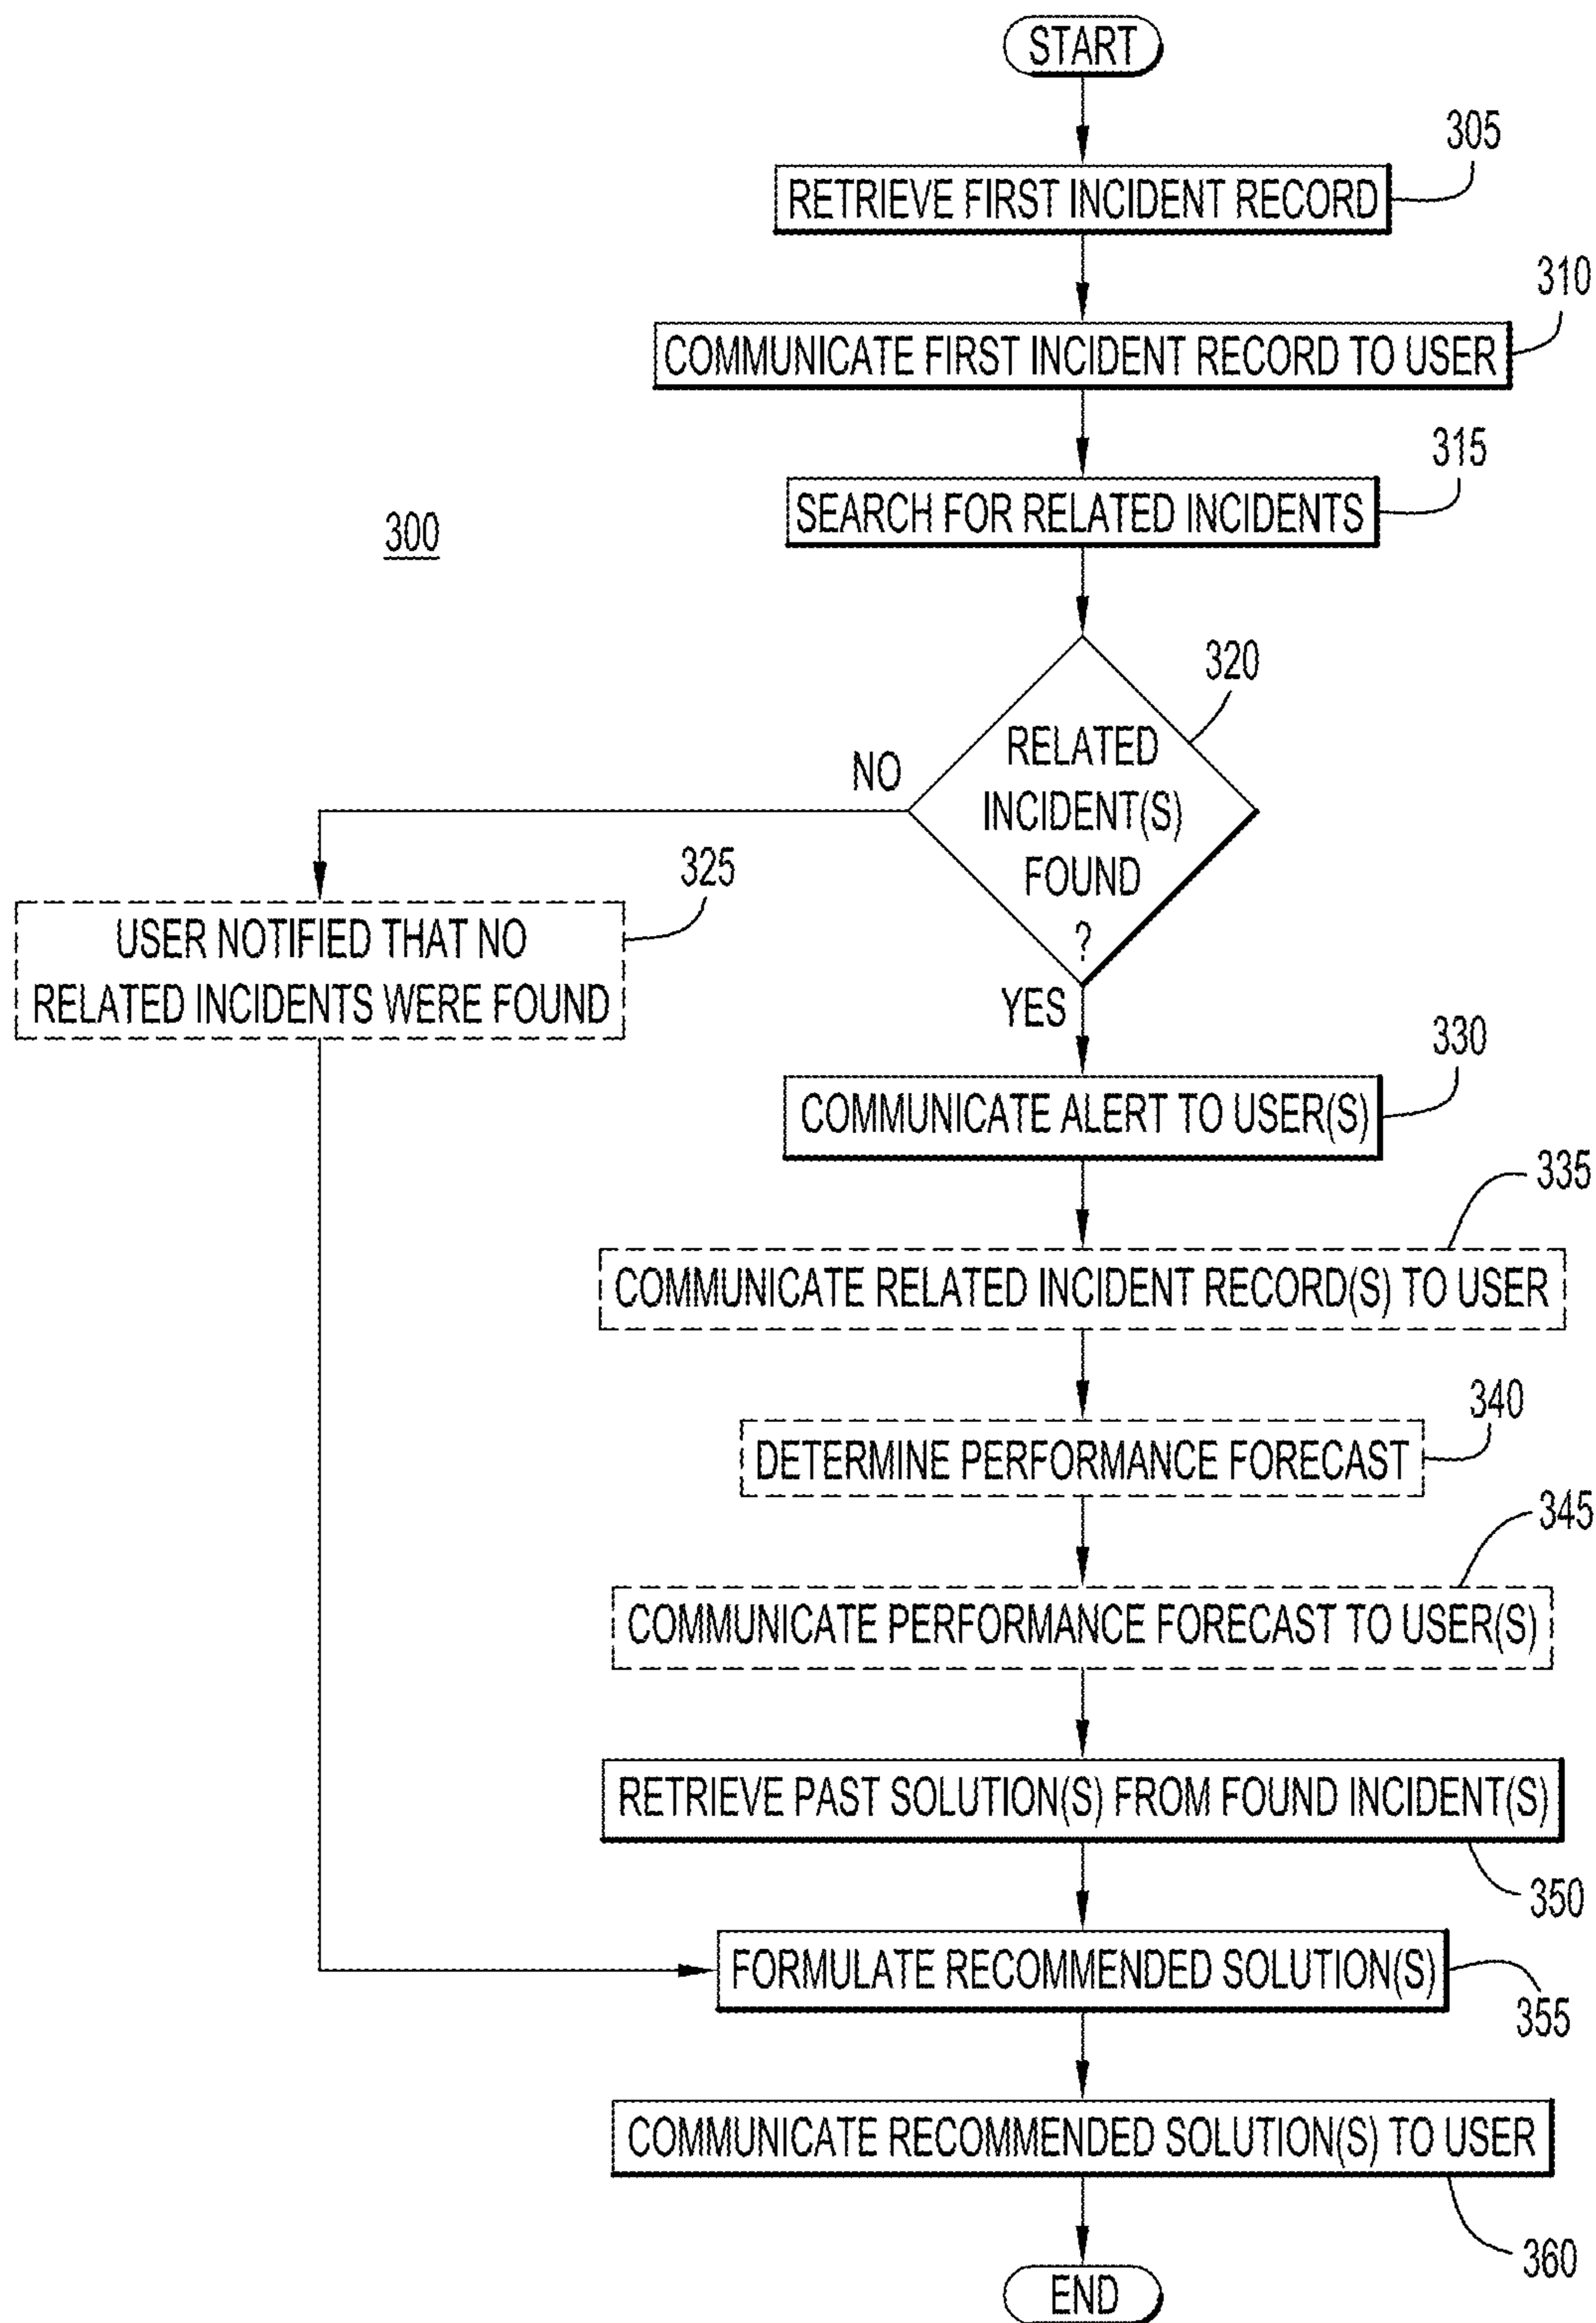 START
305
RETRIEVE FIRST INCIDENT RECORD
310
COMMUNICATE FIRST INCIDENT RECORD TO USER
315
SEARCH FOR RELATED INCIDENTS
300
320
RELATED
INCIDENT(S)
FOUND
?
NO
325
USER NOTIFIED THAT NO
RELATED INCIDENTS WERE FOUND
YES
330
COMMUNICATE ALERT TO USER(S)
335
COMMUNICATE RELATED INCIDENT RECORD(S) TO USER
340
DETERMINE PERFORMANCE FORECAST
345
COMMUNICATE PERFORMANCE FORECAST TO USER(S)
RETRIEVE PAST SOLUTION(S) FROM FOUND INCIDENT(S)
350
FORMULATE RECOMMENDED SOLUTION(S)
355
COMMUNICATE RECOMMENDED SOLUTION(S) TO USER
360
END